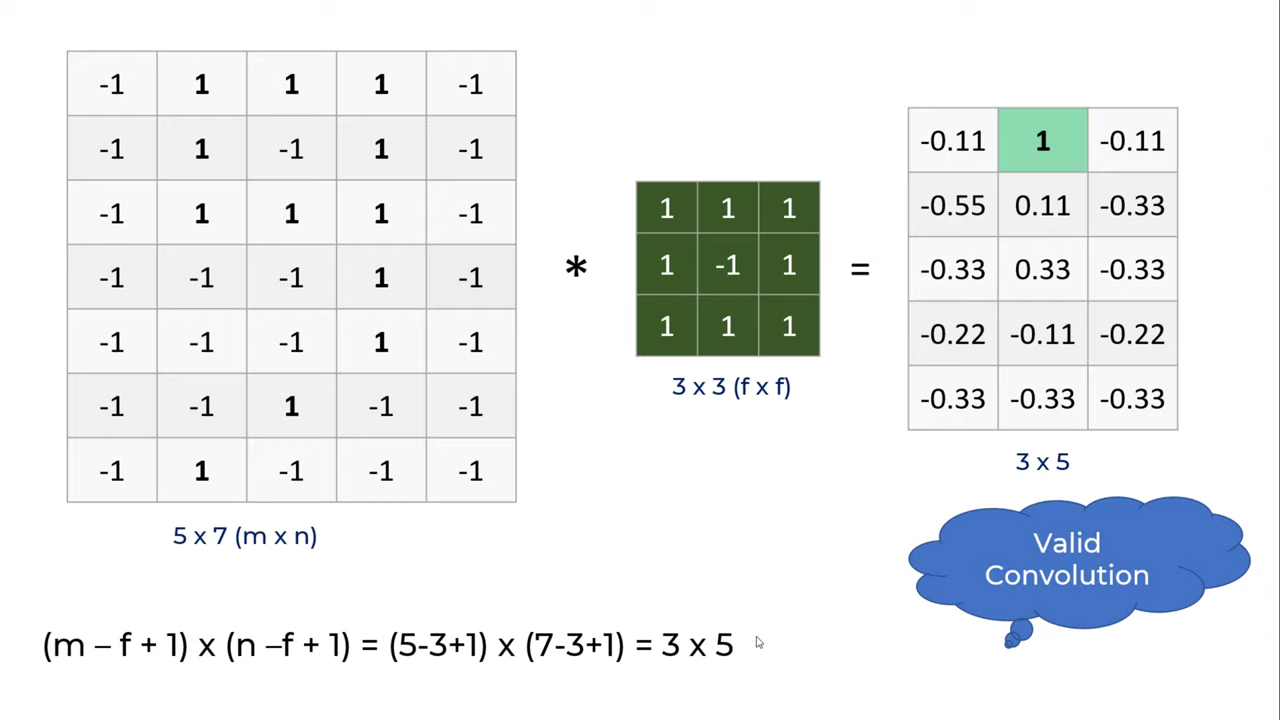 -1 1 1 1 -1
-1 1 -1 1 -1
-1 1 1 1 -1
-1 -1 -1 1 -1
-1 -1 -1 1 -1
-1 -1 1 -1 -1
-1 1 -1 -1 -1
5 x 7 (m x n)
*
1 1 1
1 -1 1
1 1 1
3 x 3 (f x f)
=
-0.11 1 -0.11
-0.55 0.11 -0.33
-0.33 0.33 -0.33
-0.22 -0.11 -0.22
-0.33 -0.33 -0.33
3 x 5
Valid
Convolution
(m – f + 1) x (n –f + 1) = (5-3+1) x (7-3+1) = 3 x 5